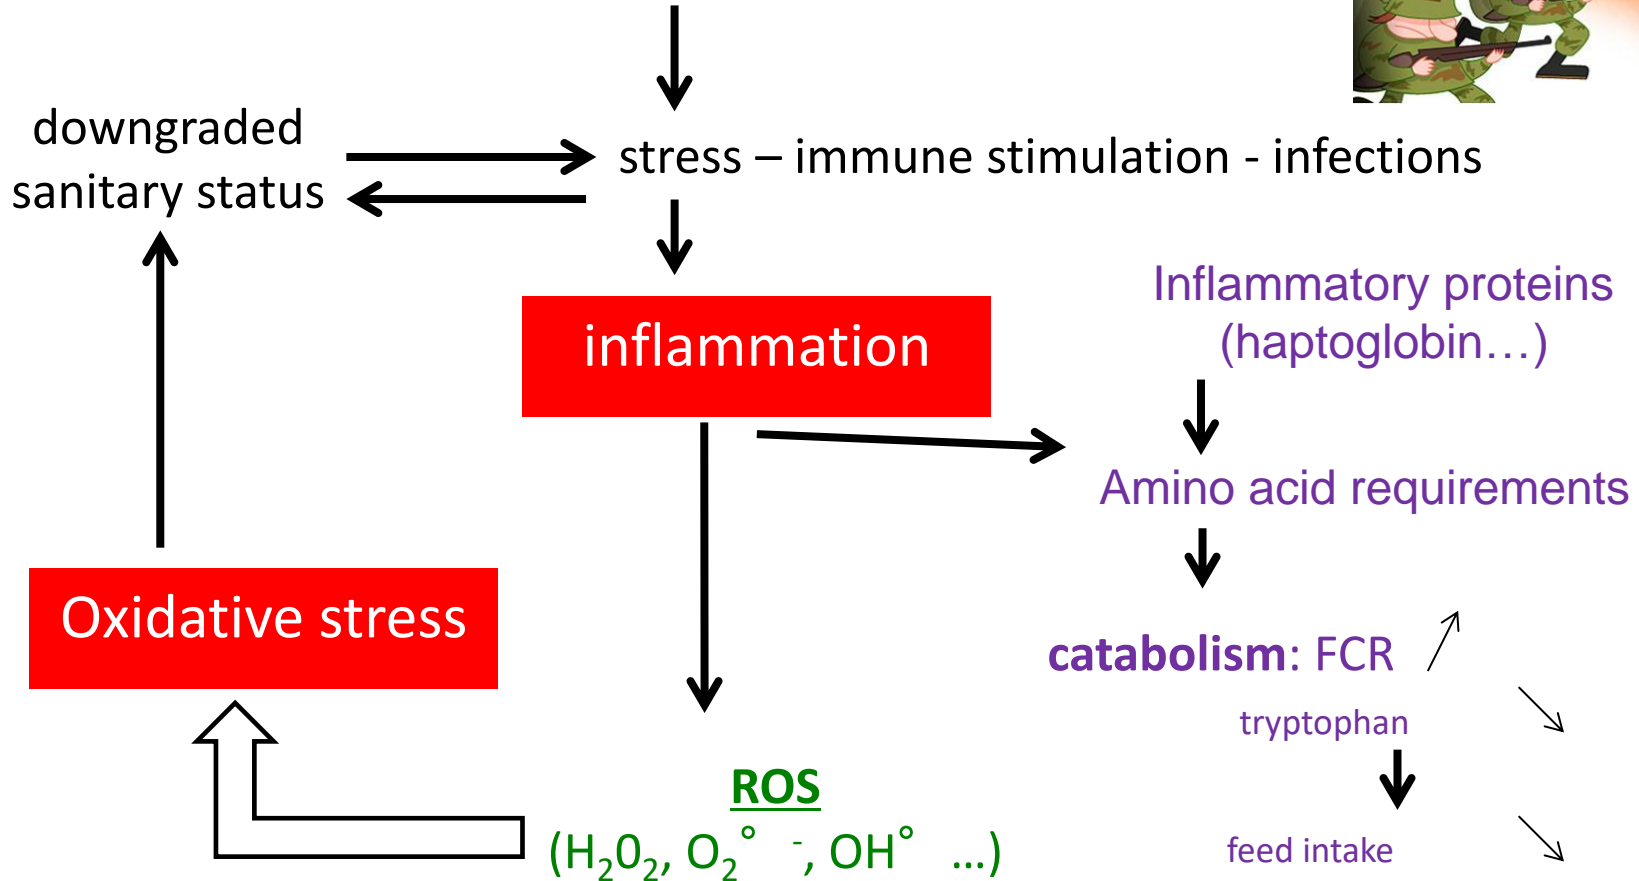 downgraded
sanitary status
stress – immune stimulation - infections
inflammation
Inflammatory proteins
(haptoglobin…)
Amino acid requirements
Oxidative stress
catabolism: FCR
tryptophan
ROS
(H₂0₂, O₂° ⁻, OH° …)
feed intake